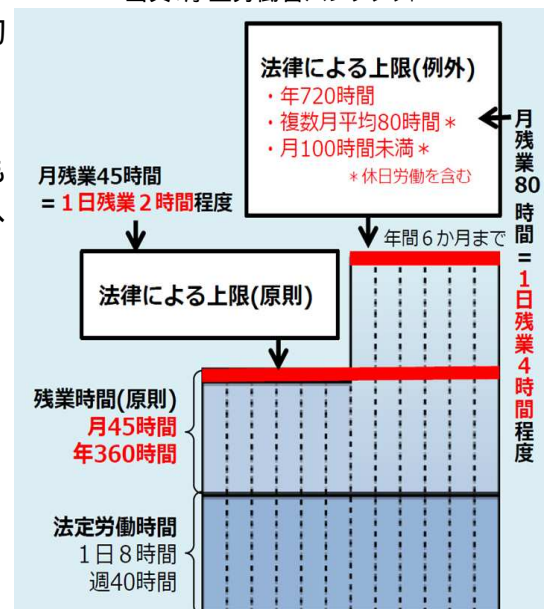 法律による上限(例外)
・年720時間
・複数月平均80時間＊
・月100時間未満＊
＊休日労働を含む
月残業80時間=1日残業4時間程度
月残業45時間
=1日残業２時間程度
年間６か月まで
法律による上限(原則)
残業時間(原則)
月45時間
年360時間
法定労働時間
1日8時間
週40時間